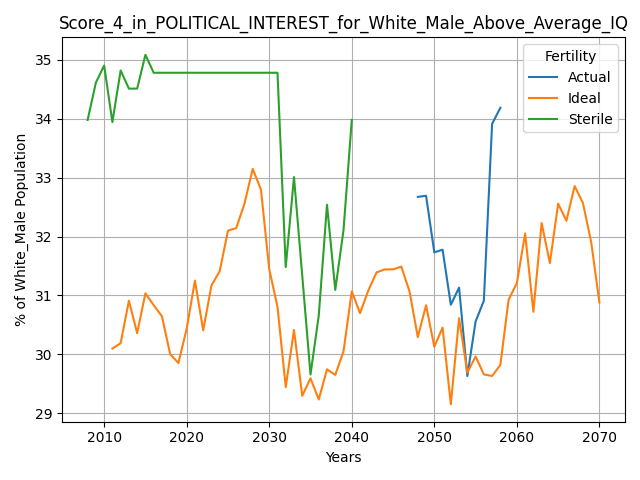 Score_4_in_POLITICAL_INTEREST_for_White_Male_Above_Average_IQ
Fertility
Actual
Ideal
Sterile
% of White_Male Population
35
34
33
32
31
30
29
2010
2020
2030
2040
2050
2060
2070
Years